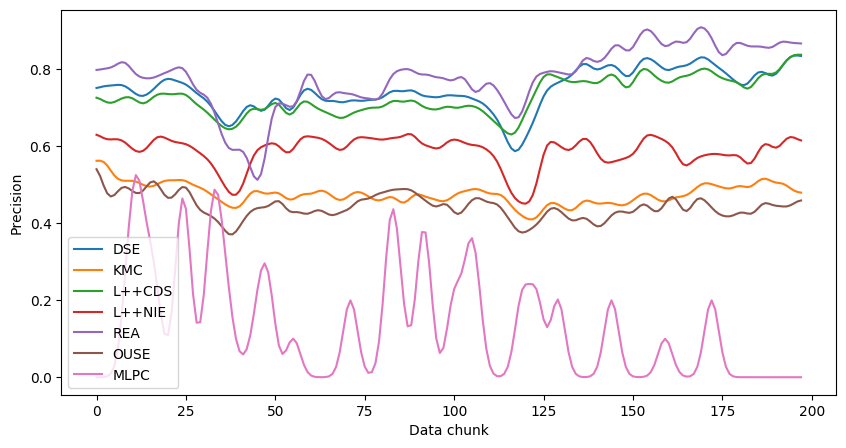 0.8
0.6
0.4
0.2
0.0
Precision
DSE
KMC
L++CDS
L++NIE
REA
OUSE
MLPC
0 25 50 75 100 125 150 175 200
Data chunk